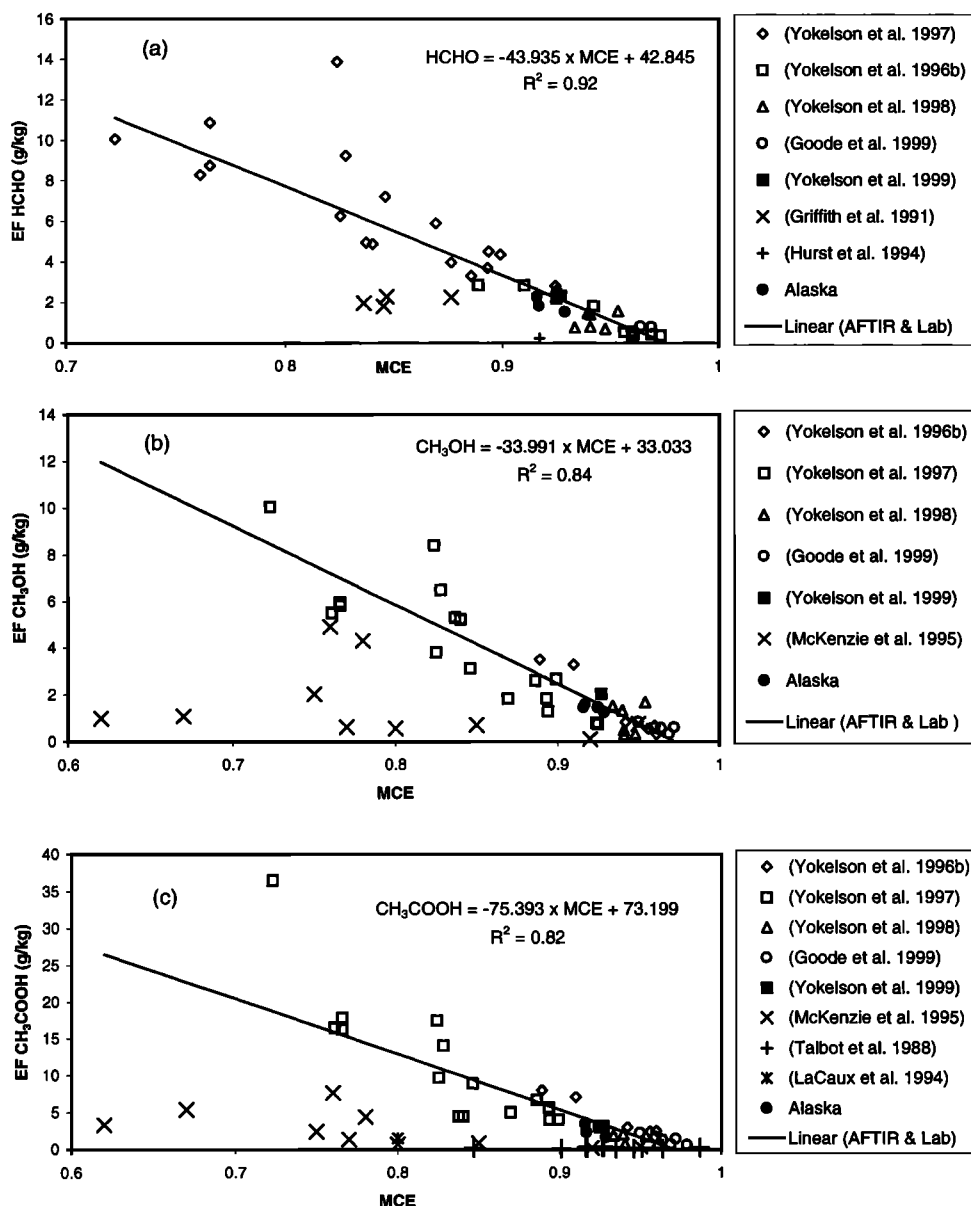 (a)
HCHO = -43.935 x MCE + 42.845
R² = 0.92
EF HCHO (g/kg)
16
14
12
10
8
6
4
2
0
0.7
0.8
0.9
1
MCE
(Yokelson et al. 1997)
(Yokelson et al. 1996b)
(Yokelson et al. 1998)
(Goode et al. 1999)
(Yokelson et al. 1999)
(Griffith et al. 1991)
(Hurst et al. 1994)
Alaska
Linear (AFTIR & Lab)
(b)
CH₃OH = -33.991 x MCE + 33.033
R² = 0.84
EF CH₃OH (g/kg)
14
12
10
8
6
4
2
0
0.6
0.7
0.8
0.9
1
MCE
(Yokelson et al. 1996b)
(Yokelson et al. 1997)
(Yokelson et al. 1998)
(Goode et al. 1999)
(Yokelson et al. 1999)
(McKenzie et al. 1995)
Alaska
Linear (AFTIR & Lab )
(c)
CH₃COOH = -75.393 x MCE + 73.199
R² = 0.82
EF CH₃COOH (g/kg)
40
35
30
25
20
15
10
5
0
0.6
0.7
0.8
0.9
1
MCE
(Yokelson et al. 1996b)
(Yokelson et al. 1997)
(Yokelson et al. 1998)
(Goode et al. 1999)
(Yokelson et al. 1999)
(McKenzie et al. 1995)
(Talbot et al. 1988)
(LaCaux et al. 1994)
Alaska
Linear (AFTIR & Lab)